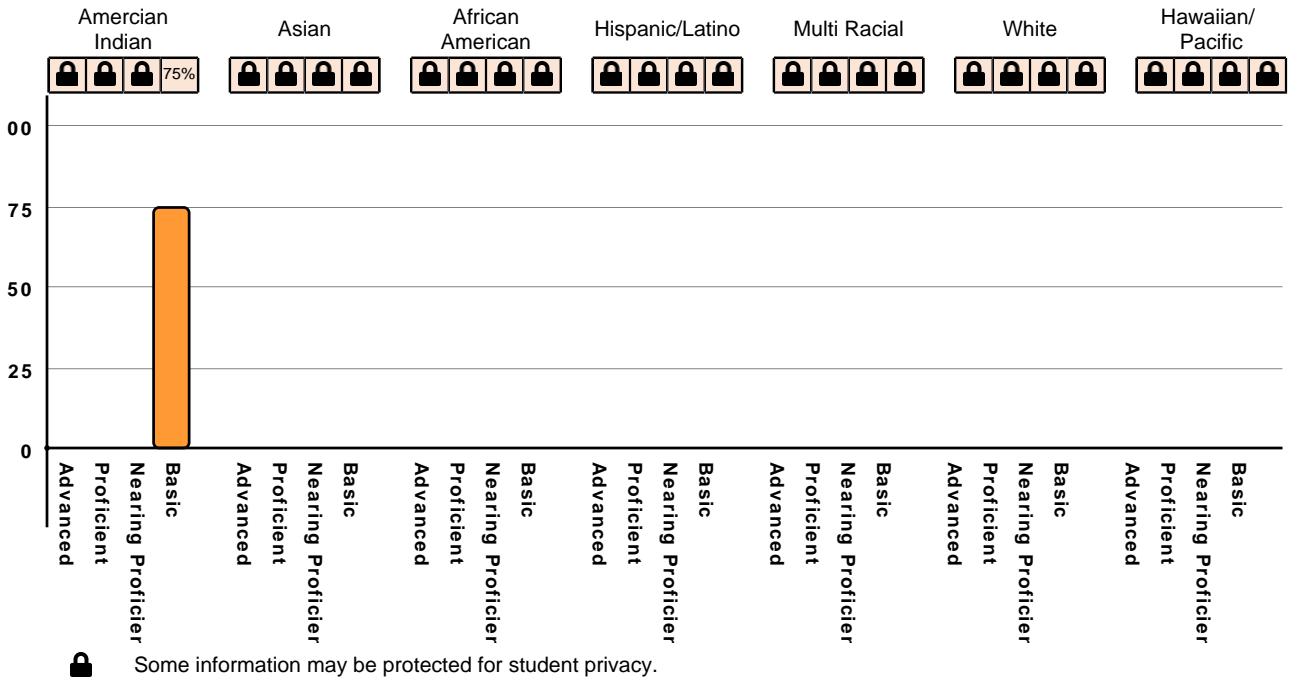 Amercian
Indian
Asian
African
American
Hispanic/Latino
Multi Racial
White
Hawaiian/
Pacific
75%
00
75
50
25
0
Advanced
Proficient
Nearing Proficier
Basic
Advanced
Proficient
Nearing Proficier
Basic
Advanced
Proficient
Nearing Proficier
Basic
Advanced
Proficient
Nearing Proficier
Basic
Advanced
Proficient
Nearing Proficier
Basic
Advanced
Proficient
Nearing Proficier
Basic
Advanced
Proficient
Nearing Proficier
Basic
Some information may be protected for student privacy.